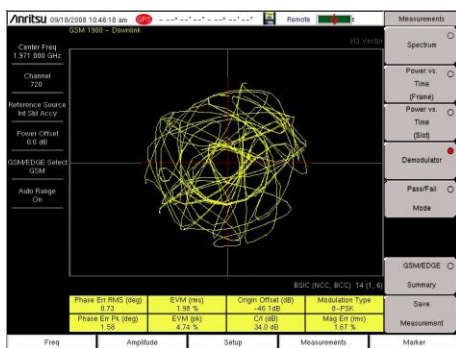 Anritsu 09/18/2008 10:46:18 am GPS --°--'--.--" --°--'--.--" Remote
Measurements
GSM 1900 - Downlink
I/Q Vector
Center Freq
1.971 800 GHz
Channel
720
Reference Source
Int Std Accy
Power Offset
0.0 dB
GSM/EDGE Select
GSM
Auto Range
On
Spectrum
Power vs.
Time
(Frame)
Power vs.
Time
(Slot)
Demodulator
Pass/Fail
Mode
GSM/EDGE
Summary
Save
Measurement
BSIC (NCC, BCC) 14 (1, 6)
Phase Err RMS (deg) EVM (rms) Origin Offset (dB) Modulation Type
0.73 1.98 % -46.1dB 8-PSK
Phase Err Pk (deg) EVM (pk) C/I (dB) Mag Err (rms)
1.58 4.74 % 34.0 dB 1.67 %
Freq Amplitude Setup Measurements Marker